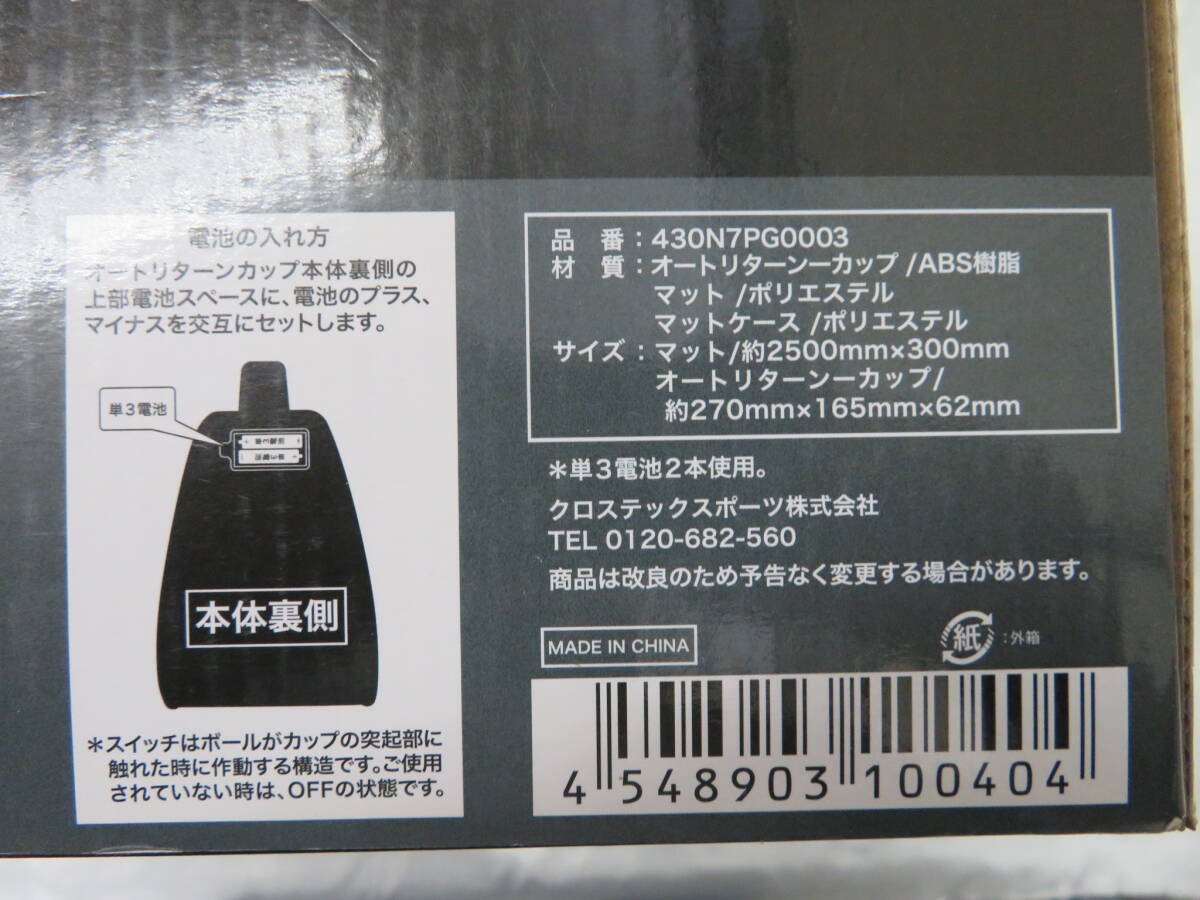 電池の入れ方
オートリターンカップ本体裏側の
上部電池スペースに、電池のプラス、
マイナスを交互にセットします。
単3電池
単3電池
単3電池
本体裏側
＊スイッチはボールがカップの突起部に
触れた時に作動する構造です。ご使用
されていない時は、OFFの状態です。
品　番：430N7PG0003
材　質：オートリターンーカップ /ABS樹脂
マット /ポリエステル
マットケース /ポリエステル
サイズ：マット/約2500mm×300mm
オートリターンーカップ/
約270mm×165mm×62mm
＊単3電池2本使用。
クロステックスポーツ株式会社
TEL 0120-682-560
商品は改良のため予告なく変更する場合があります。
MADE IN CHINA
紙：外箱
4 548903 100404